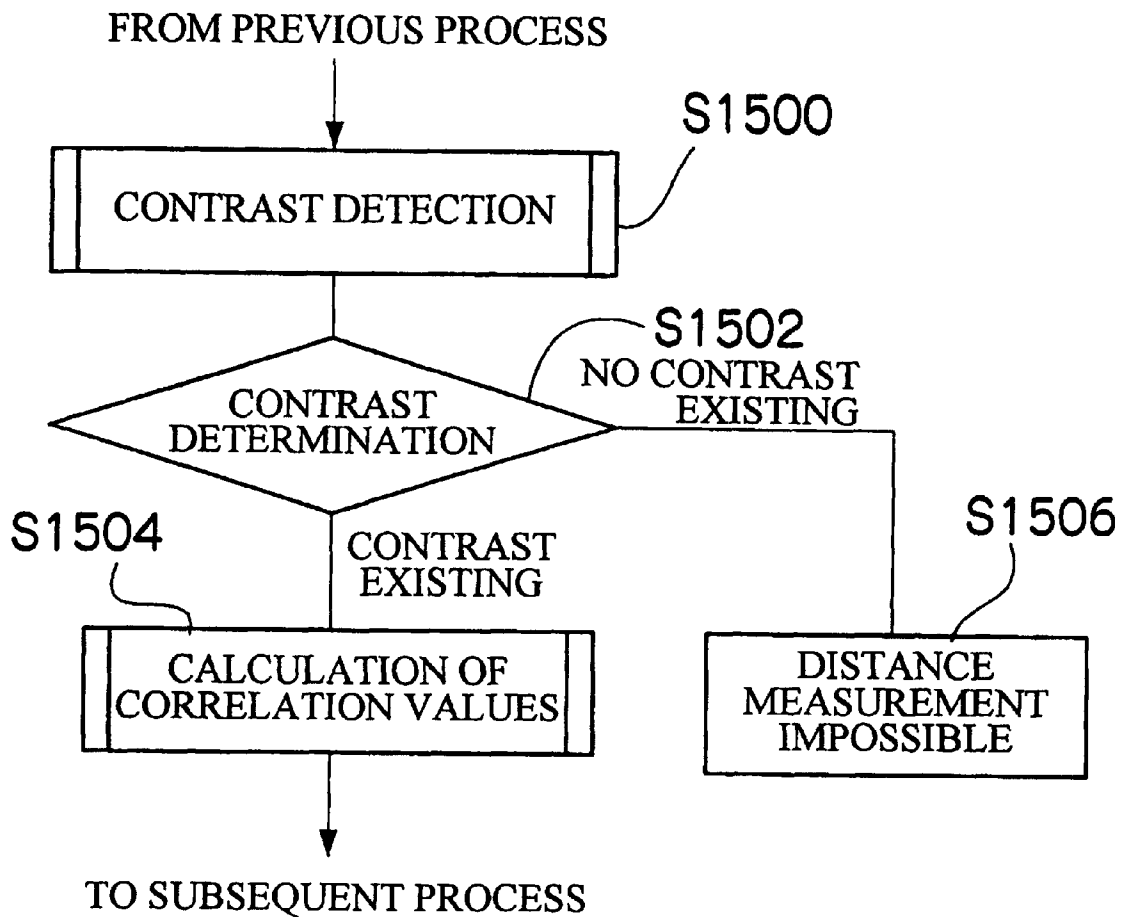 FROM PREVIOUS PROCESS
S1500
CONTRAST DETECTION
S1502
NO CONTRAST
EXISTING
CONTRAST
DETERMINATION
S1504
CONTRAST
EXISTING
S1506
CALCULATION OF
CORRELATION VALUES
DISTANCE
MEASUREMENT
IMPOSSIBLE
TO SUBSEQUENT PROCESS